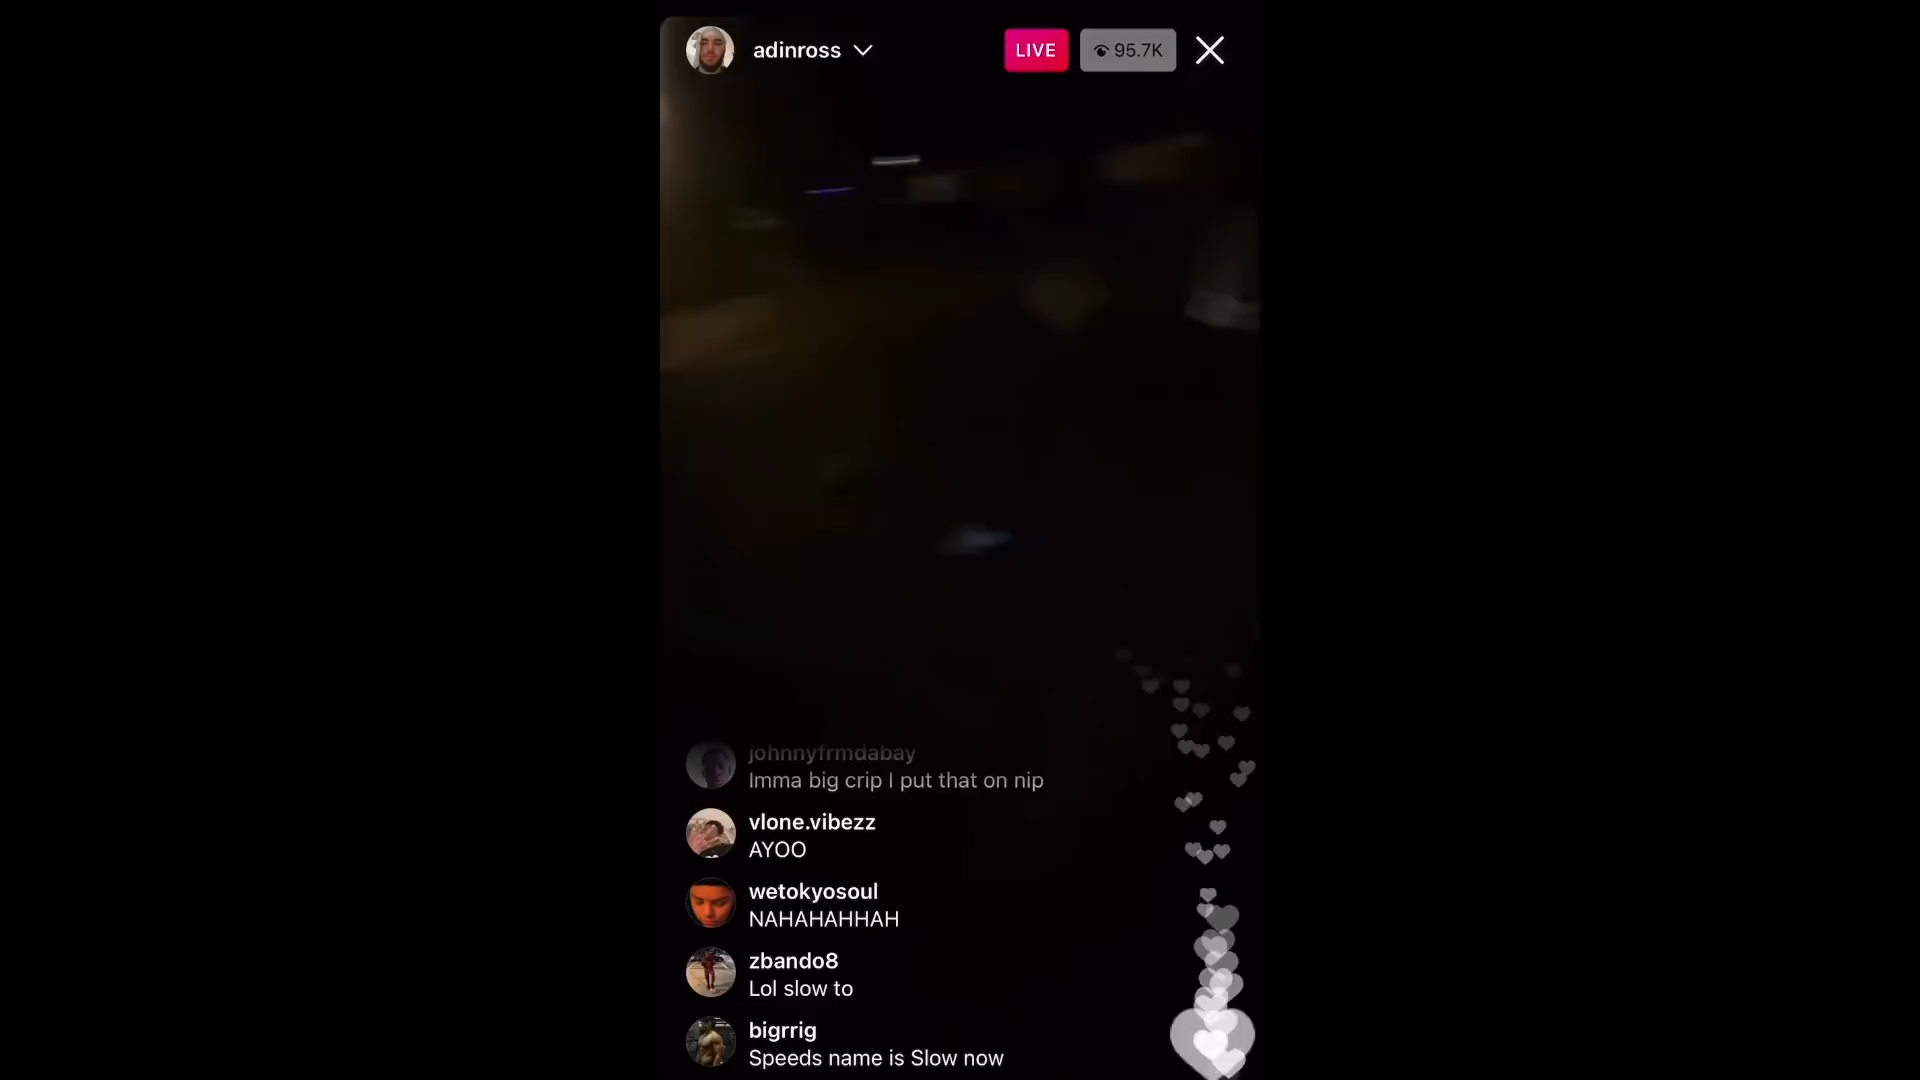 adinross
LIVE
95.7K
johnnyfrmdabay
Imma big crip I put that on nip
vlone.vibezz
AYOO
wetokyosoul
NAHAHAHHAH
zbando8
Lol slow to
bigrrig
Speeds name is Slow now